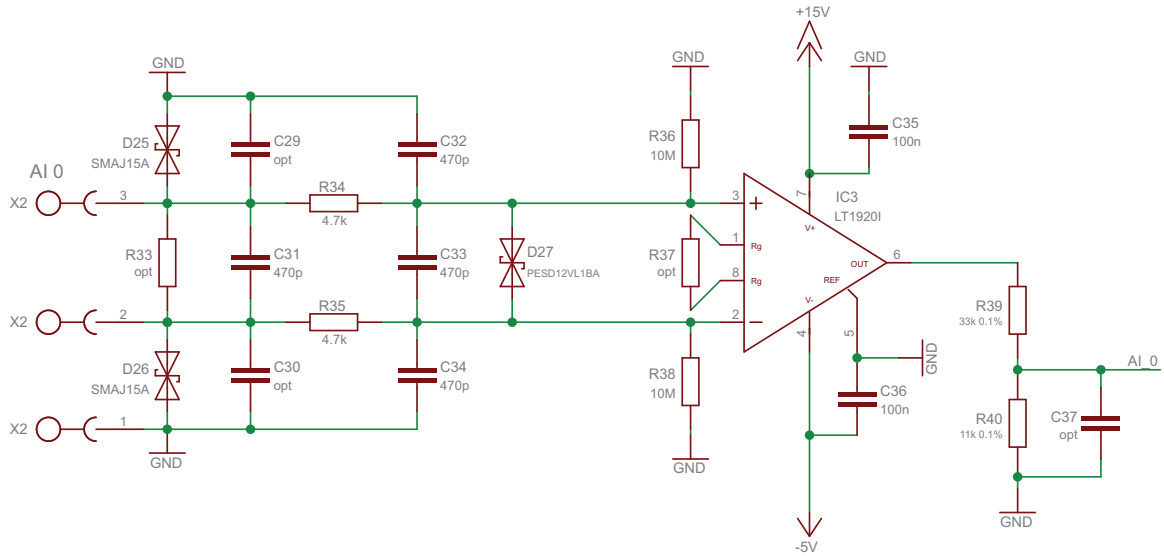 +15V
GND
GND
GND
D25
SMAJ15A
C29
opt
C32
470p
R36
10M
C35
100n
AI 0
X2
3
R34
4.7k
3
7
IC3
LT1920I
V+
R33
opt
C31
470p
C33
470p
D27
PESD12VL1BA
R37
opt
1
Rg
8
Rg
OUT
6
REF
V-
X2
2
R35
4.7k
2
4
5
R39
33k 0.1%
GND
AI_0
D26
SMAJ15A
C30
opt
C34
470p
R38
10M
C36
100n
R40
11k 0.1%
C37
opt
X2
1
GND
GND
GND
-5V